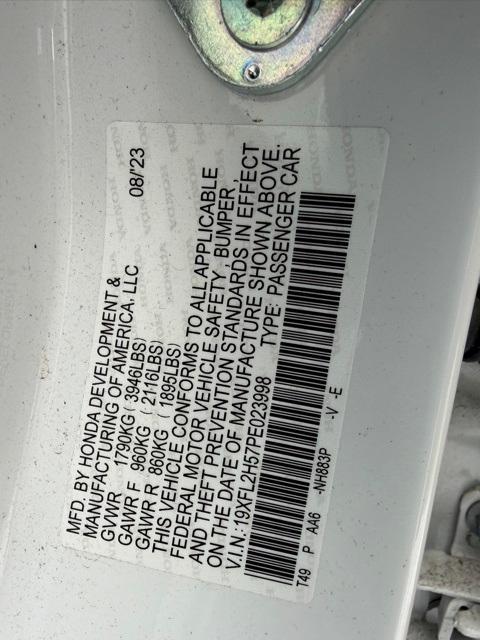 MFD. BY HONDA DEVELOPMENT &
MANUFACTURING OF AMERICA, LLC 08/'23
GVWR 1790KG ( 3946LBS)
GAWR F 960KG ( 2116LBS)
GAWR R 860KG ( 1895LBS)
THIS VEHICLE CONFORMS TO ALL APPLICABLE
FEDERAL MOTOR VEHICLE SAFETY, BUMPER,
AND THEFT PREVENTION STANDARDS IN EFFECT
ON THE DATE OF MANUFACTURE SHOWN ABOVE.
V.I.N.: 19XFL2H57PE023998 TYPE: PASSENGER CAR
T49 P AA6 -NH883P -V -E